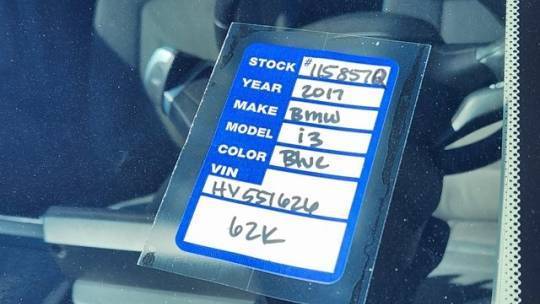 STOCK #115857Q
YEAR 2017
MAKE BMW
MODEL i3
COLOR BLUE
VIN
HV551626
62K